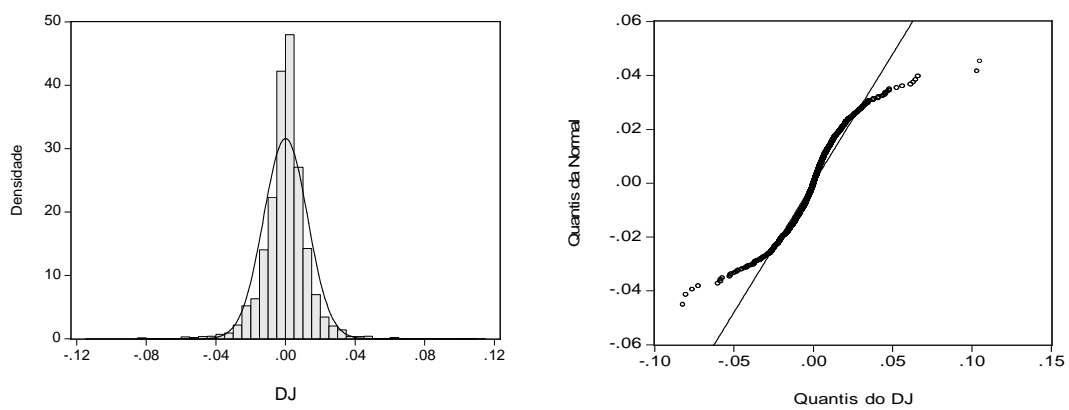 50
40
30
20
10
0
Densidade
-.12 -.08 -.04 .00 .04 .08 .12
DJ
.06
.04
.02
.00
-.02
-.04
-.06
Quantis da Normal
-.10 -.05 .00 .05 .10 .15
Quantis do DJ